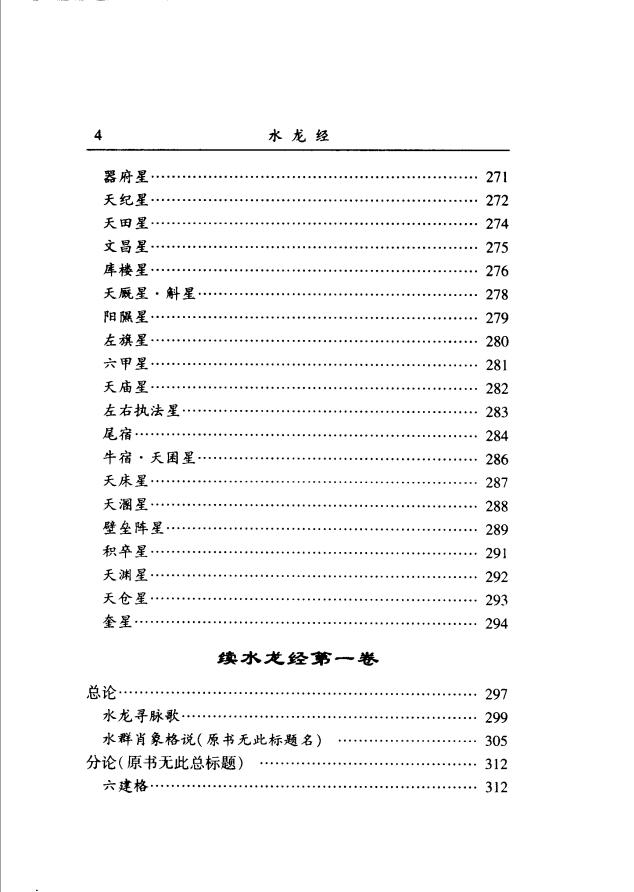 4 水龙经
器府星…… 271
天纪星…… 272
天田星…… 274
文昌星…… 275
库楼星…… 276
天厩星·斛星…… 278
阳 星…… 279
左旗星…… 280
六甲星…… 281
天庙星…… 282
左右执法星…… 283
尾宿…… 284
牛宿·天囷星…… 286
天床星…… 287
天溷星…… 288
壁垒阵星…… 289
积卒星…… 291
天渊星…… 292
天仓星…… 293
奎星…… 294
续水龙经第一卷
总论…… 297
水龙寻脉歌…… 299
水群肖象格说(原书无此标题名) …… 305
分论(原书无此总标题) …… 312
六建格…… 312